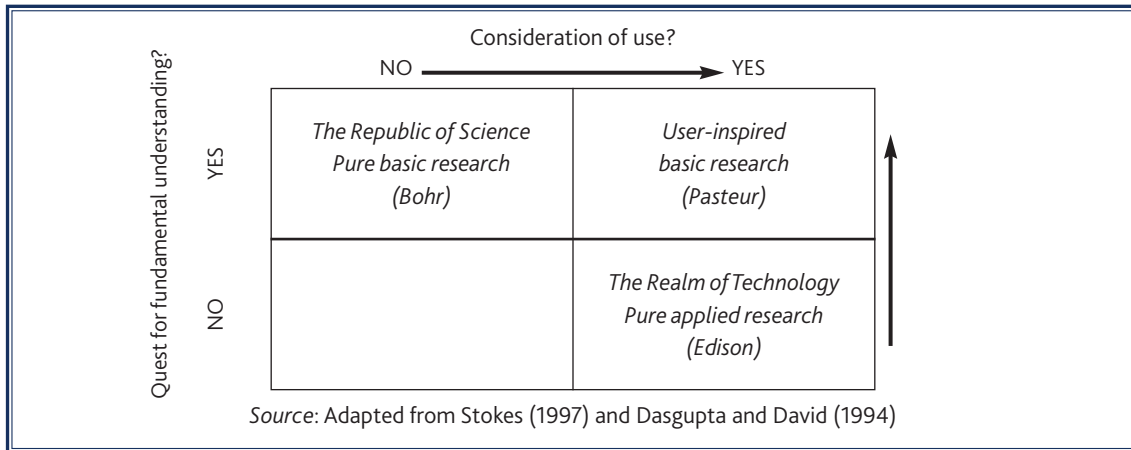 Consideration of use?
NO YES
Quest for fundamental understanding?
YES
The Republic of Science
Pure basic research
(Bohr)
User-inspired
basic research
(Pasteur)
NO
The Realm of Technology
Pure applied research
(Edison)
Source: Adapted from Stokes (1997) and Dasgupta and David (1994)